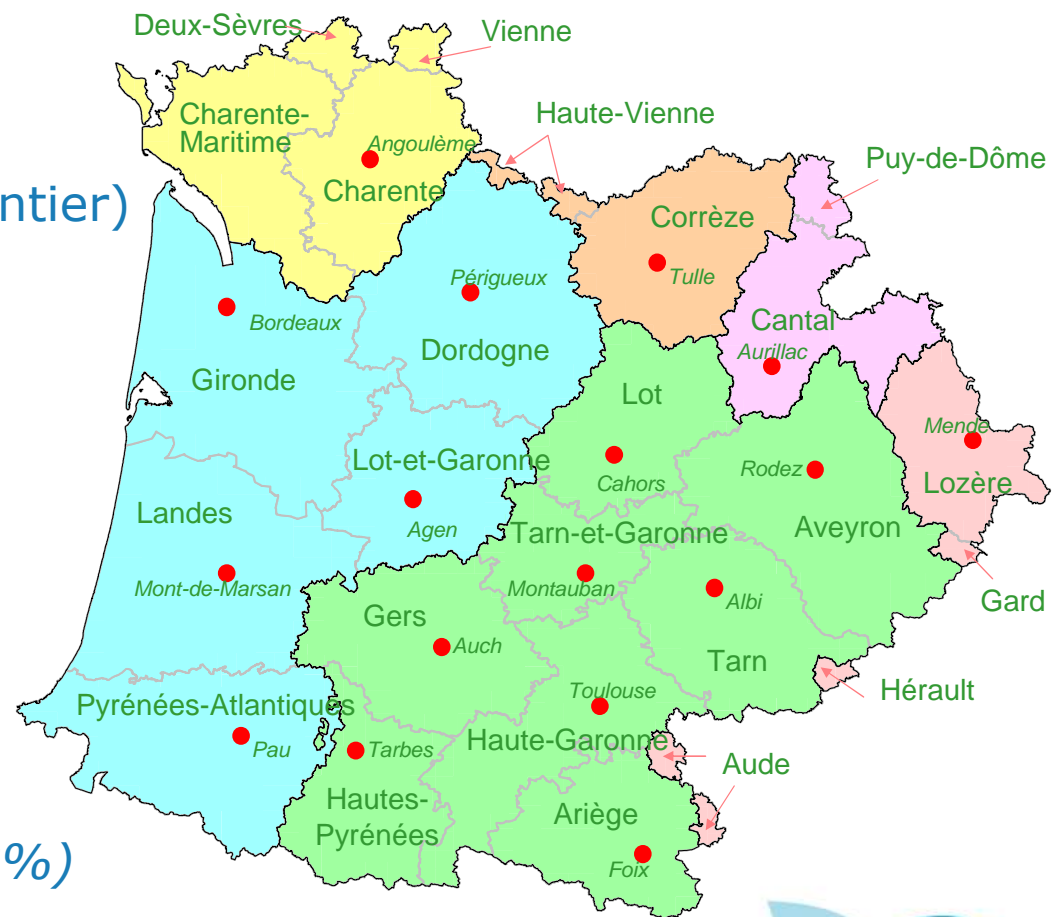 Deux-Sèvres
Vienne
Charente-
Maritime
Angoulême
Charente
Haute-Vienne
Puy-de-Dôme
ntier)
Corrèze
Tulle
Périgueux
Bordeaux
Dordogne
Cantal
Aurillac
Gironde
Lot
Mende
Lot-et-Garonne
Cahors
Rodez
Lozère
Landes
Agen
Tarn-et-Garonne
Aveyron
Mont-de-Marsan
Montauban
Albi
Gard
Gers
Auch
Tarn
Toulouse
Hérault
Pyrénées-Atlantiques
Pau
Tarbes
Haute-Garonne
Aude
Hautes-
Pyrénées
Ariège
Foix
%)